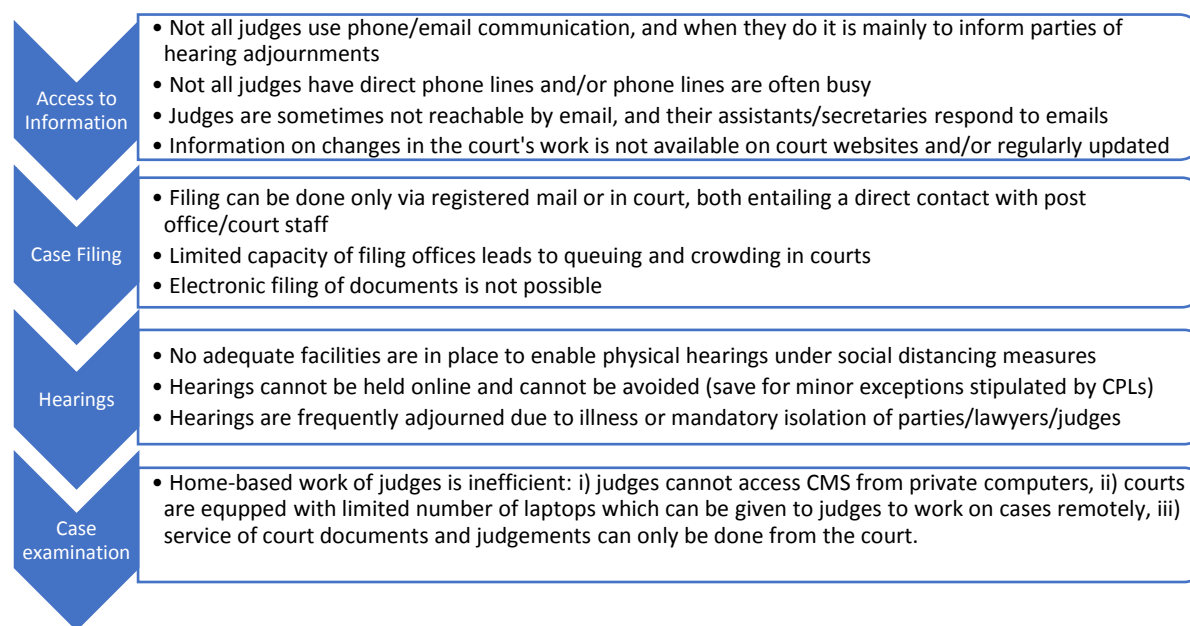 Access to
Information
• Not all judges use phone/email communication, and when they do it is mainly to inform parties of
hearing adjournments
• Not all judges have direct phone lines and/or phone lines are often busy
• Judges are sometimes not reachable by email, and their assistants/secretaries respond to emails
• Information on changes in the court's work is not available on court websites and/or regularly updated
Case Filing
• Filing can be done only via registered mail or in court, both entailing a direct contact with post
office/court staff
• Limited capacity of filing offices leads to queuing and crowding in courts
• Electronic filing of documents is not possible
Hearings
• No adequate facilities are in place to enable physical hearings under social distancing measures
• Hearings cannot be held online and cannot be avoided (save for minor exceptions stipulated by CPLs)
• Hearings are frequently adjourned due to illness or mandatory isolation of parties/lawyers/judges
Case
examination
• Home-based work of judges is inefficient: i) judges cannot access CMS from private computers, ii) courts
are equpped with limited number of laptops which can be given to judges to work on cases remotely, iii)
service of court documents and judgements can only be done from the court.